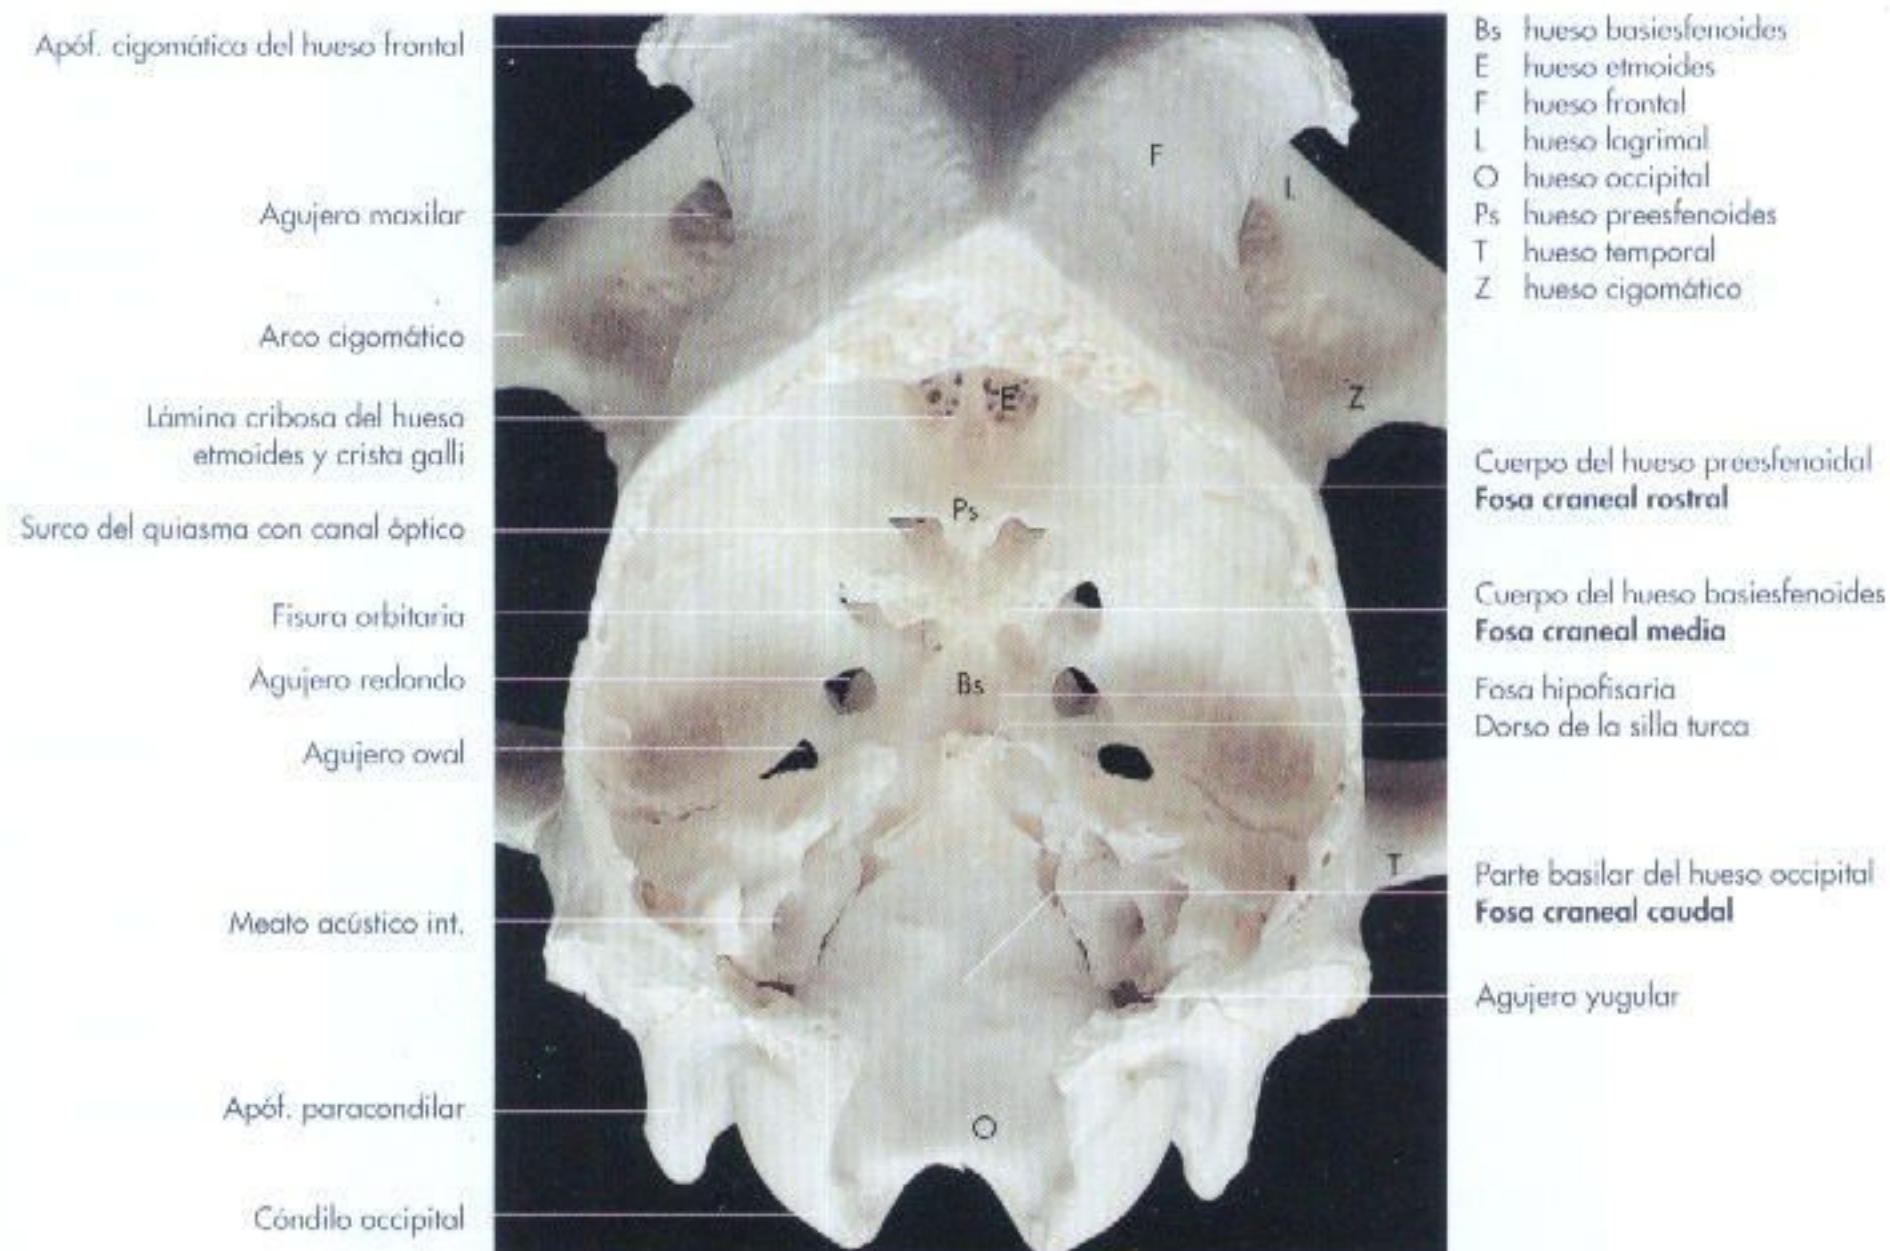 Apóf. cigomática del hueso frontal
Agujero maxilar
Arco cigomático
Lámina cribosa del hueso
etmoides y crista galli
Surco del quiasma con canal óptico
Fisura orbitaria
Agujero redondo
Agujero oval
Meato acústico int.
Apóf. paracondilar
Cóndilo occipital
F
L
E
Z
Ps
Bs
T
O
Bs hueso basiesfenoides
E hueso etmoides
F hueso frontal
L hueso lagrimal
O hueso occipital
Ps hueso preesfenoides
T hueso temporal
Z hueso cigomático
Cuerpo del hueso preesfenoidal
Fosa craneal rostral
Cuerpo del hueso basiesfenoides
Fosa craneal media
Fosa hipofisaria
Dorso de la silla turca
Parte basilar del hueso occipital
Fosa craneal caudal
Agujero yugular